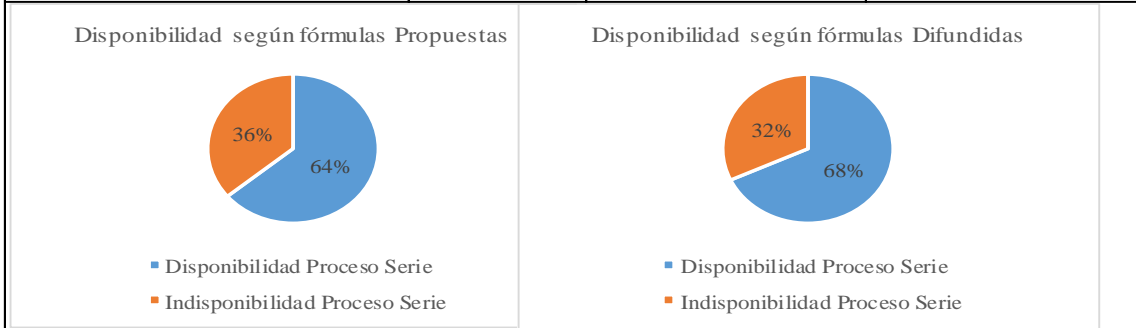 Disponibilidad según fórmulas Propuestas
36%
64%
Disponibilidad Proceso Serie
Indisponibilidad Proceso Serie
Disponibilidad según fórmulas Difundidas
32%
68%
Disponibilidad Proceso Serie
Indisponibilidad Proceso Serie